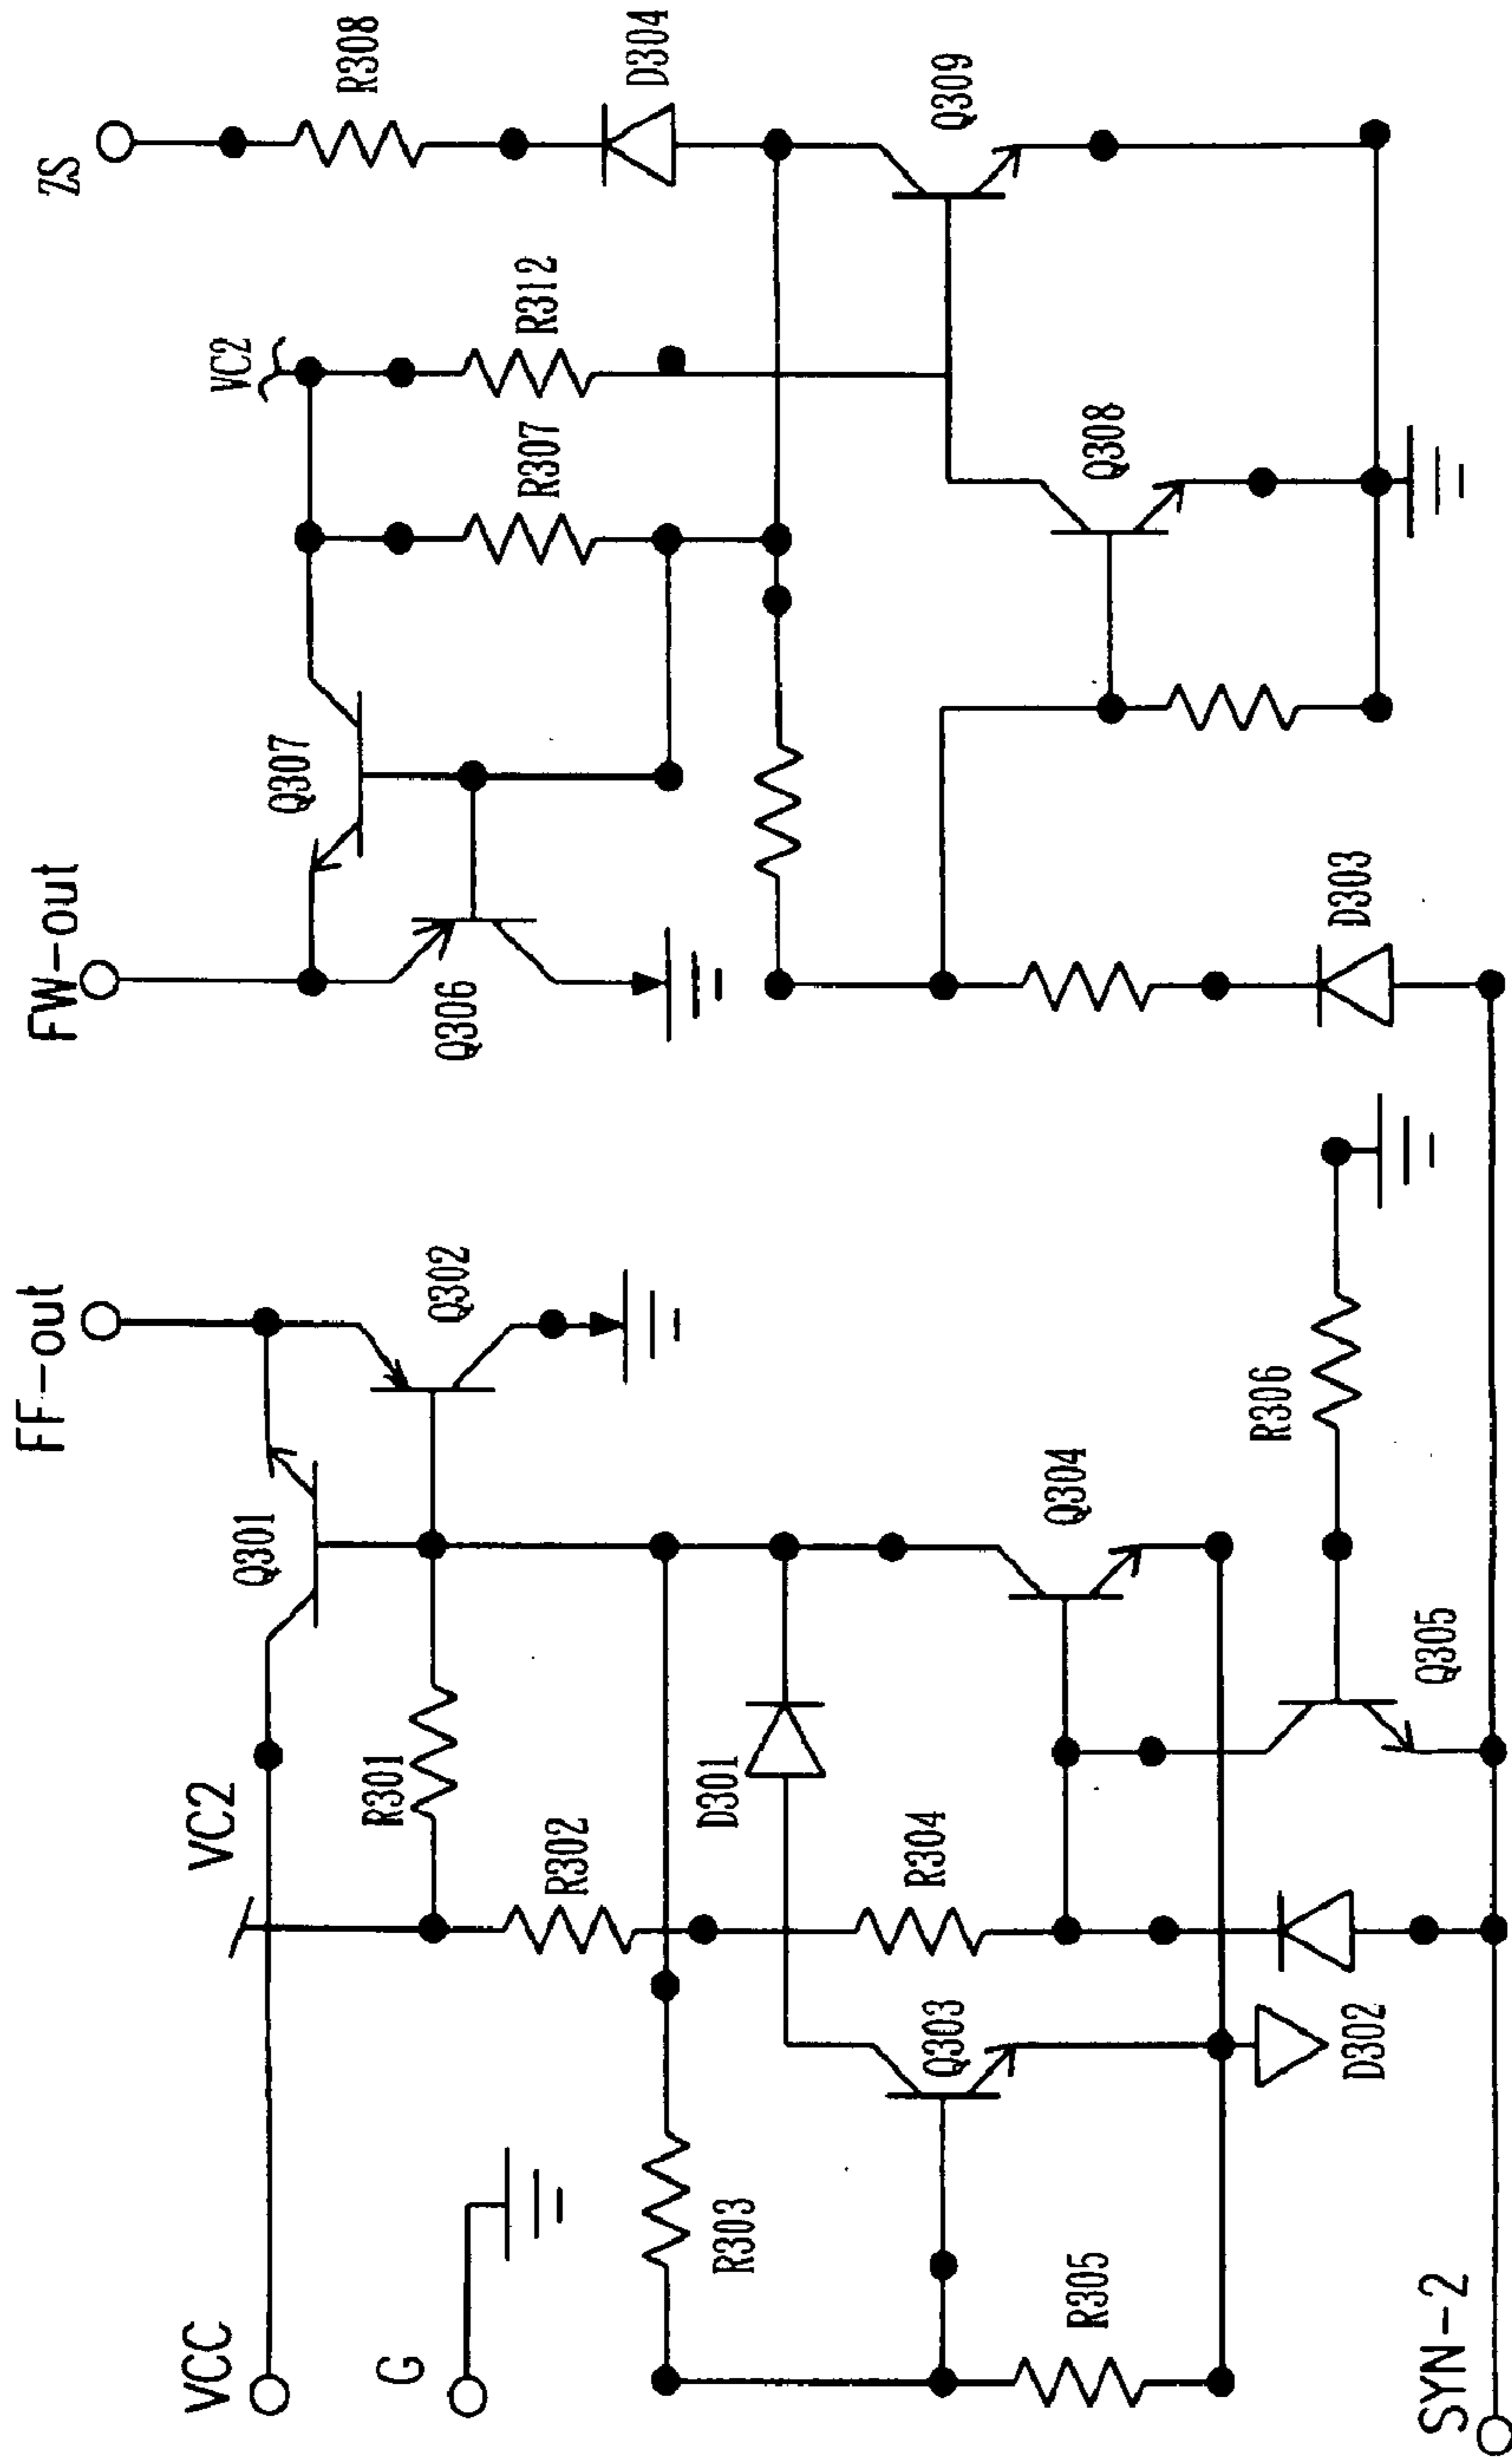 VCC
G
SYN-2
VC2
FF-out
FW-out
VC2
ZS
Q301
R301
Q302
R302
D301
R303
R304
Q303
Q304
R305
D302
Q305
R306
Q307
Q306
R307
R312
R308
D304
Q309
Q308
D303